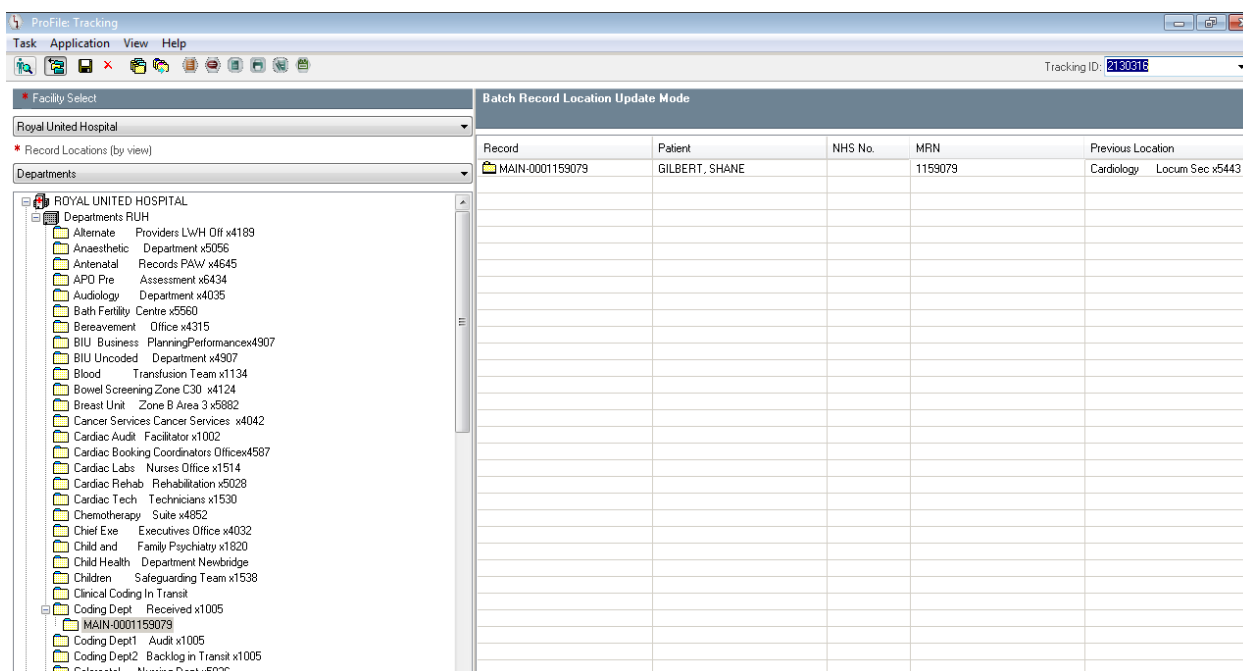 ProFile: Tracking
Task Application View Help
Tracking ID: 2130316
* Facility Select
Royal United Hospital
* Record Locations (by view)
Departments
ROYAL UNITED HOSPITAL
Departments RUH
Alternate Providers LWH Off x4189
Anaesthetic Department x5056
Antenatal Records PAW x4645
APO Pre Assessment x6434
Audiology Department x4035
Bath Fertility Centre x5560
Bereavement Office x4315
BIU Business PlanningPerformancex4907
BIU Uncoded Department x4907
Blood Transfusion Team x1134
Bowel Screening Zone C30 x4124
Breast Unit Zone B Area 3 x5882
Cancer Services Cancer Services x4042
Cardiac Audit Facilitator x1002
Cardiac Booking Coordinators Officex4587
Cardiac Labs Nurses Office x1514
Cardiac Rehab Rehabilitation x5028
Cardiac Tech Technicians x1530
Chemotherapy Suite x4852
Chief Exe Executives Office x4032
Child and Family Psychiatry x1820
Child Health Department Newbridge
Children Safeguarding Team x1538
Clinical Coding In Transit
Coding Dept Received x1005
MAIN-0001159079
Coding Dept1 Audit x1005
Coding Dept2 Backlog in Transit x1005
Batch Record Location Update Mode
Record Patient NHS No. MRN Previous Location
MAIN-0001159079 GILBERT, SHANE 1159079 Cardiology Locum Sec x5443